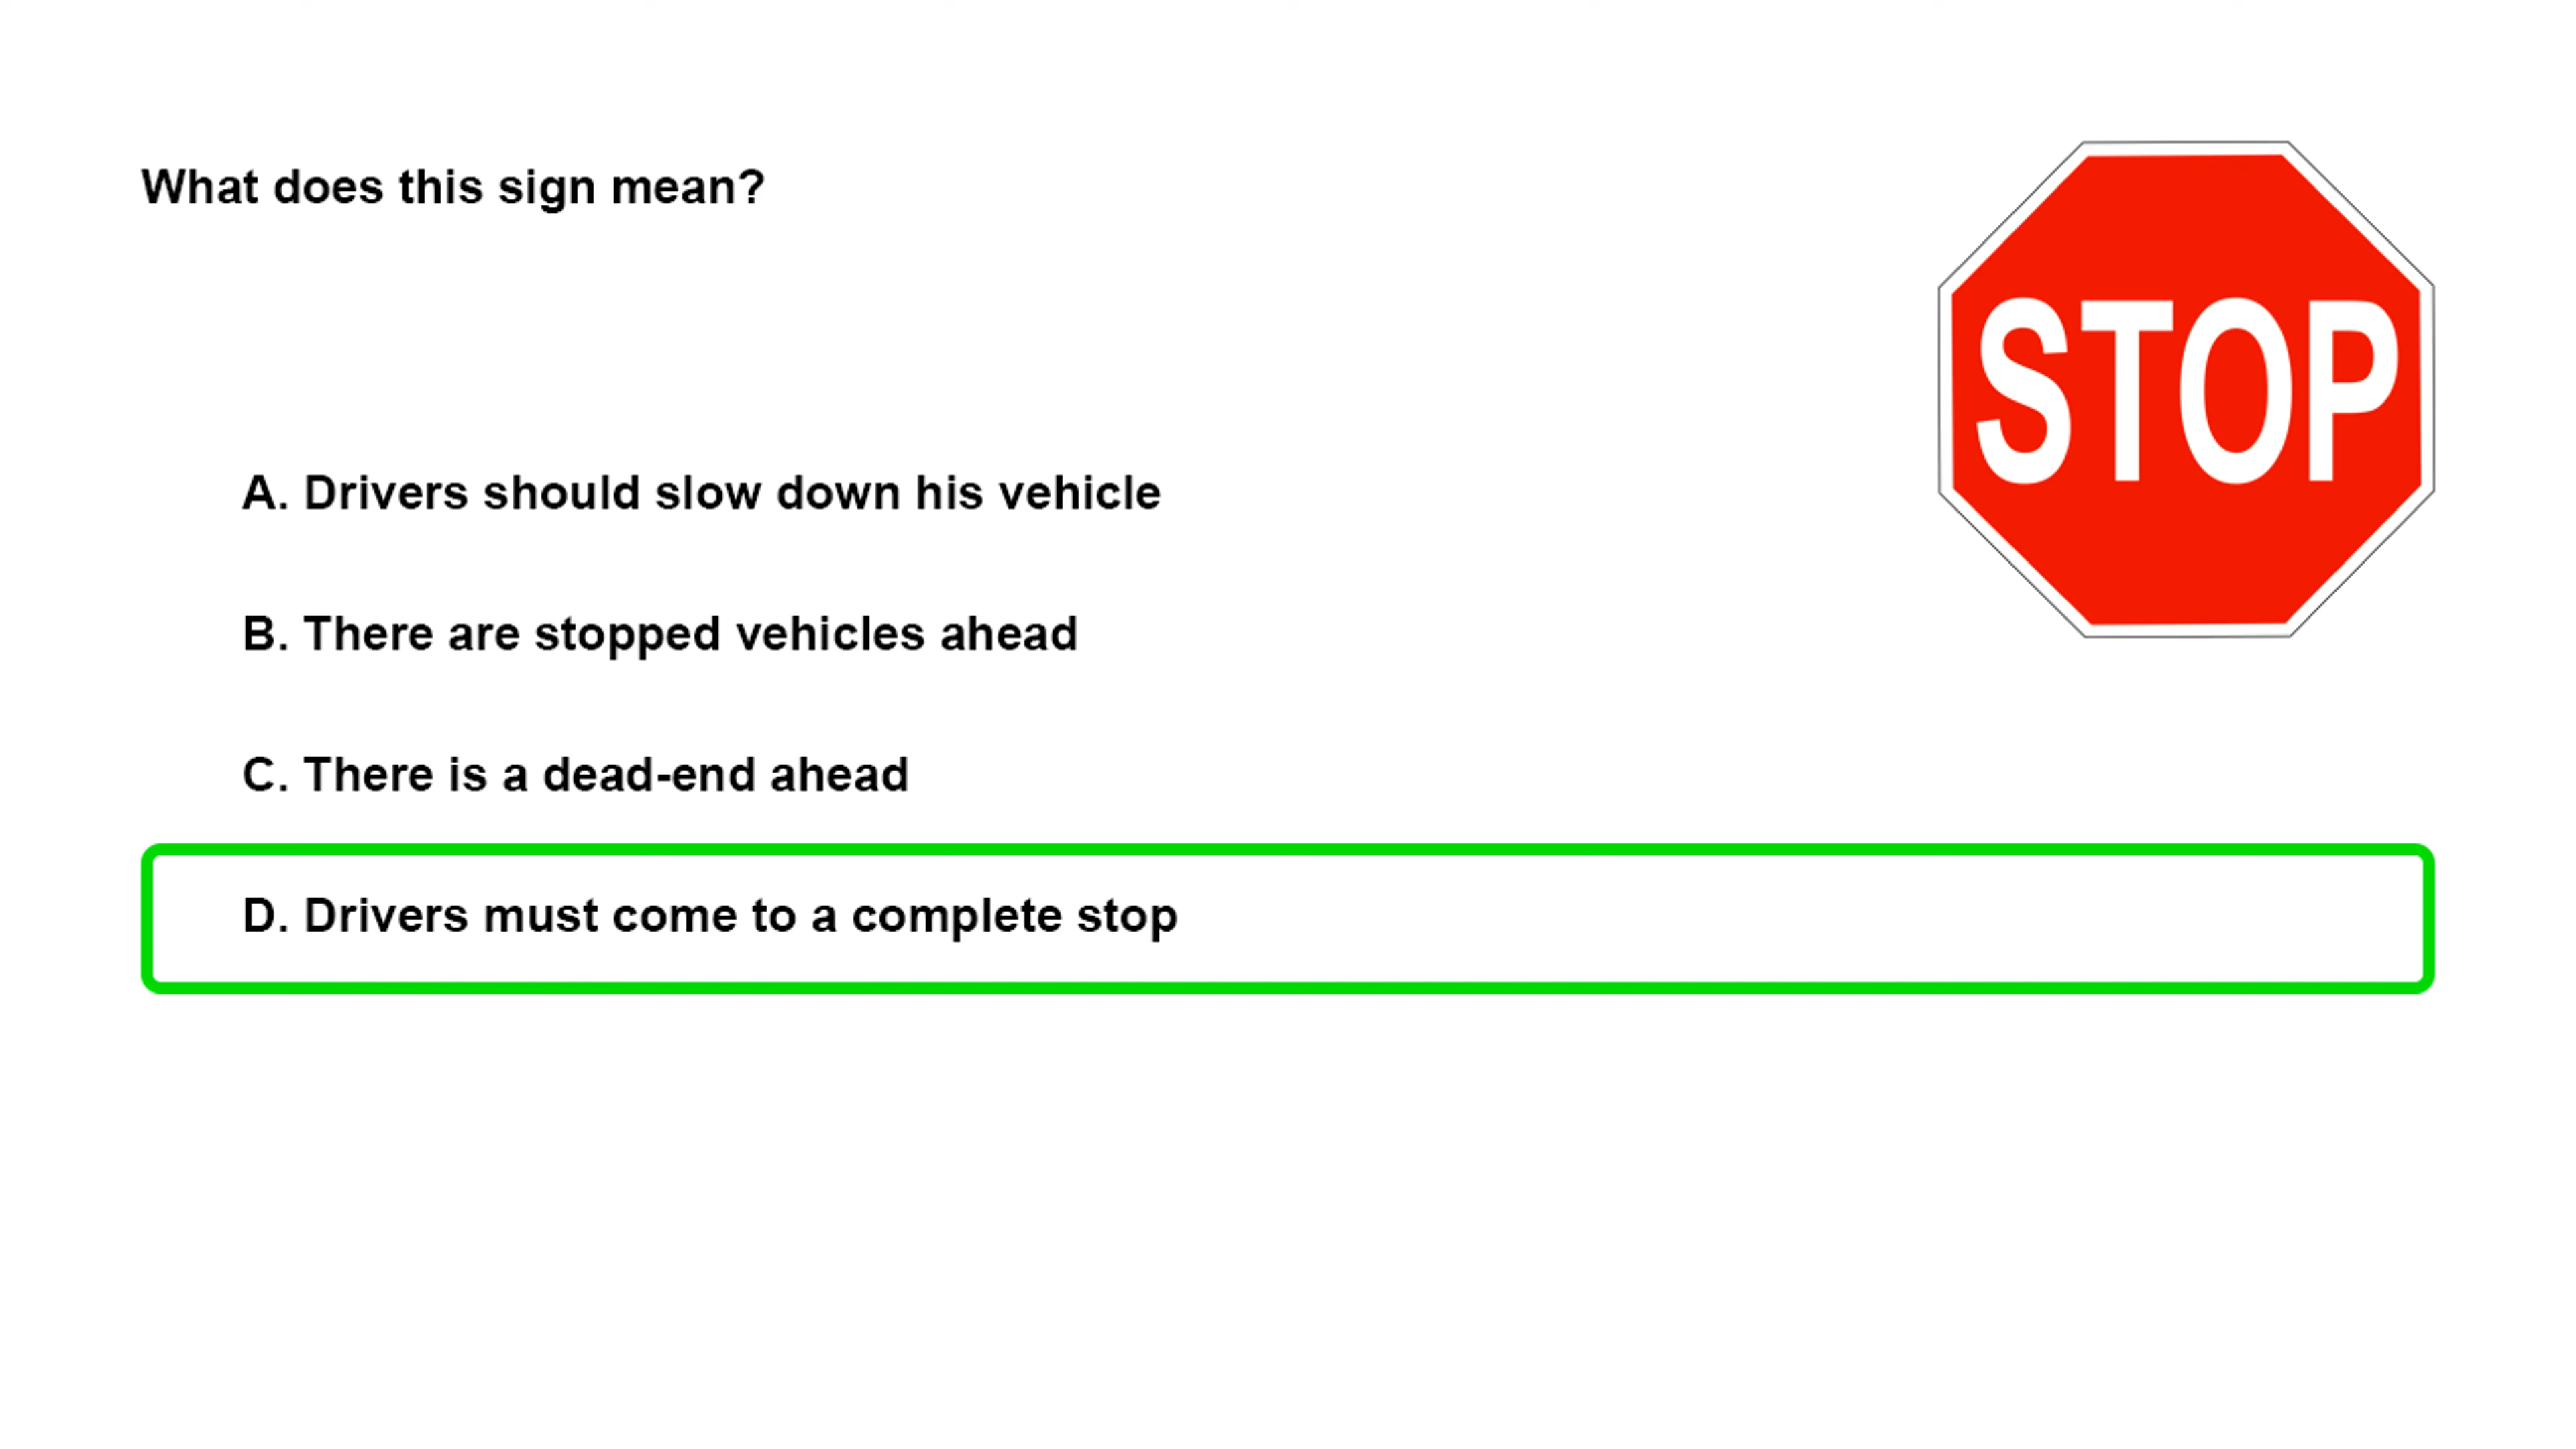 What does this sign mean?
STOP
A. Drivers should slow down his vehicle
B. There are stopped vehicles ahead
C. There is a dead-end ahead
D. Drivers must come to a complete stop